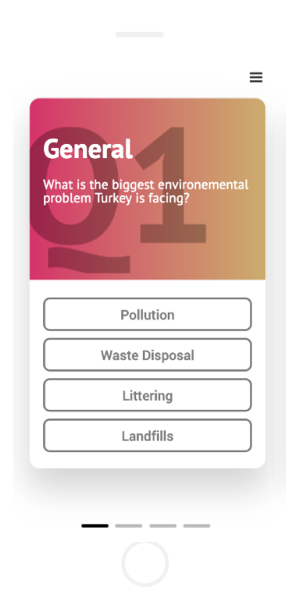 Q1
General
What is the biggest environemental
problem Turkey is facing?
Pollution
Waste Disposal
Littering
Landfills